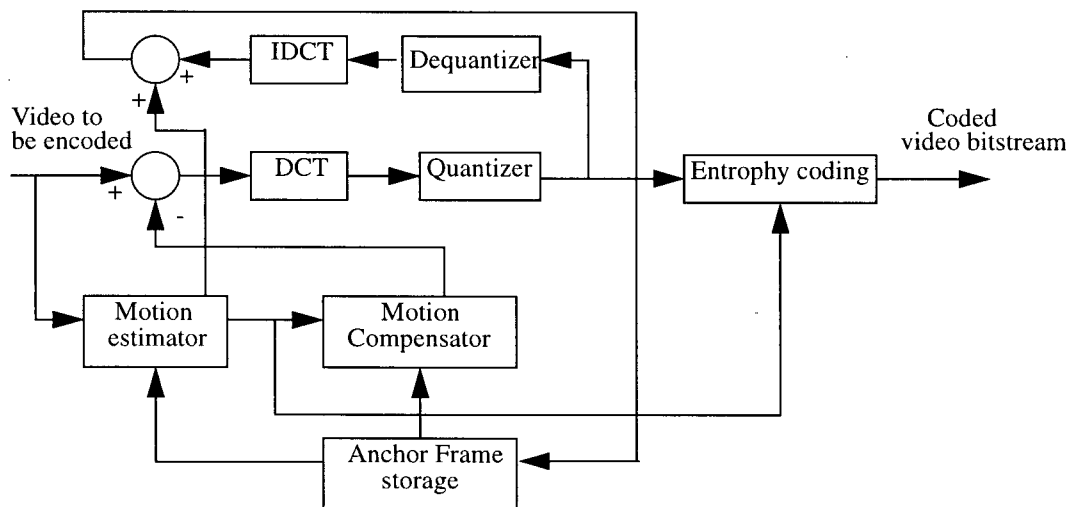 IDCT
Dequantizer
+
+
Video to
be encoded
Coded
video bitstream
DCT
Quantizer
Entrophy coding
+
-
Motion
estimator
Motion
Compensator
Anchor Frame
storage